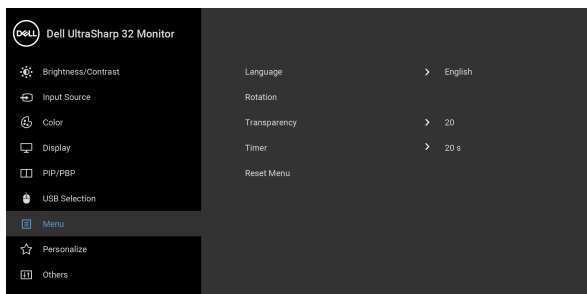 DELL Dell UltraSharp 32 Monitor
Brightness/Contrast
Input Source
Color
Display
PIP/PBP
USB Selection
Menu
Personalize
Others
Language > English
Rotation
Transparency > 20
Timer > 20 s
Reset Menu